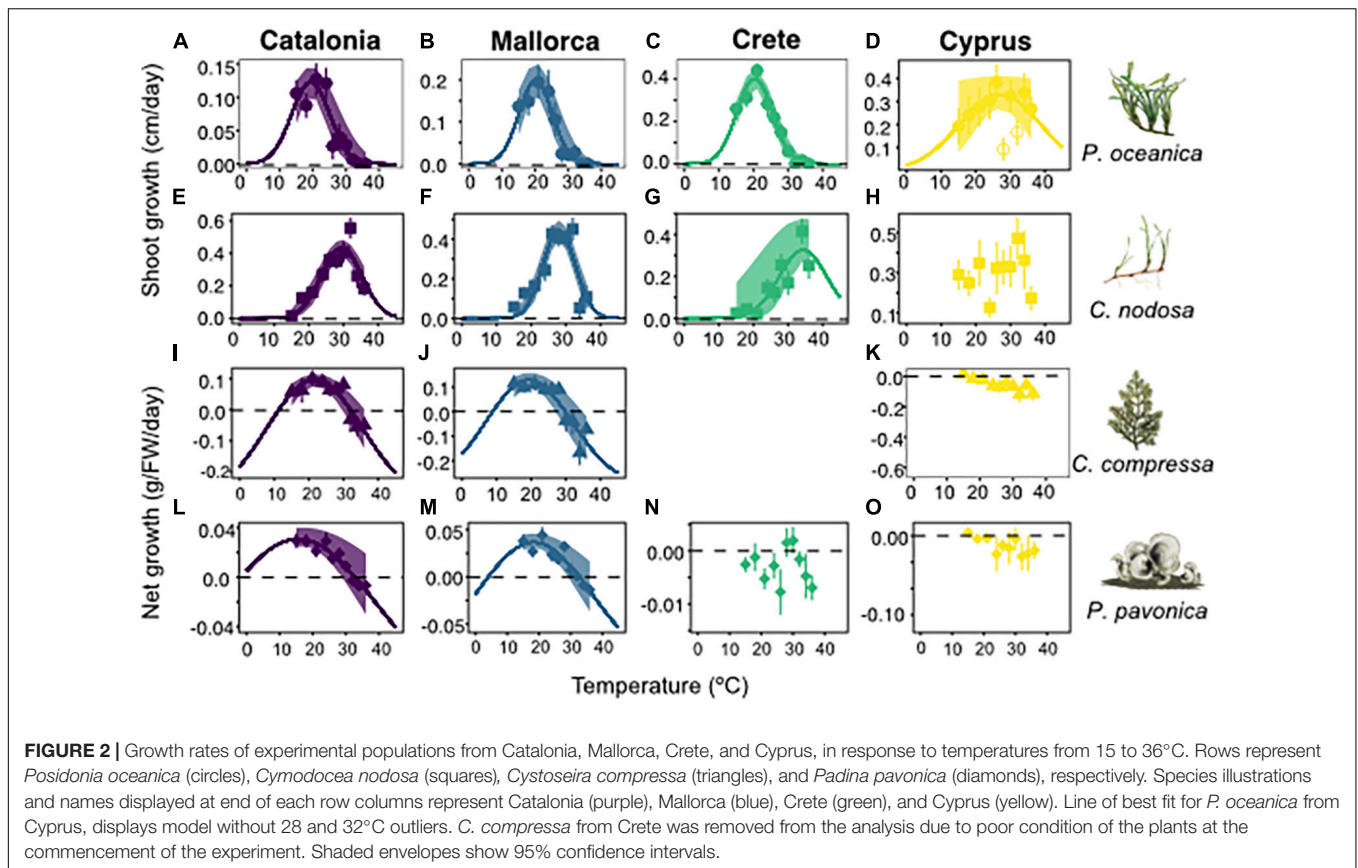 A Catalonia B Mallorca C Crete D Cyprus
Shoot growth (cm/day)
0.15
0.10
0.05
0.00
0 10 20 30 40
0.2
0.1
0.0
0 10 20 30 40
0.4
0.2
0.0
0 10 20 30 40
0.4
0.3
0.2
0.1
0 10 20 30 40
P. oceanica
E F G H
0.6
0.4
0.2
0.0
0 10 20 30 40
0.4
0.2
0.0
0 10 20 30 40
0.4
0.2
0.0
0 10 20 30 40
0.5
0.3
0.1
0 10 20 30 40
C. nodosa
Net growth (g/FW/day)
I J K
0.1
0.0
-0.1
-0.2
0 10 20 30 40
0.1
0.0
-0.1
-0.2
0 10 20 30 40
0.0
-0.2
-0.4
-0.6
0 10 20 30 40
C. compressa
L M N O
0.04
0.00
-0.04
0 10 20 30 40
0.05
0.00
-0.05
0 10 20 30 40
0.00
-0.01
0 10 20 30 40
0.00
-0.10
0 10 20 30 40
P. pavonica
Temperature (ºC)
FIGURE 2 | Growth rates of experimental populations from Catalonia, Mallorca, Crete, and Cyprus, in response to temperatures from 15 to 36°C. Rows represent
Posidonia oceanica (circles), Cymodocea nodosa (squares), Cystoseira compressa (triangles), and Padina pavonica (diamonds), respectively. Species illustrations
and names displayed at end of each row columns represent Catalonia (purple), Mallorca (blue), Crete (green), and Cyprus (yellow). Line of best fit for P. oceanica from
Cyprus, displays model without 28 and 32°C outliers. C. compressa from Crete was removed from the analysis due to poor condition of the plants at the
commencement of the experiment. Shaded envelopes show 95% confidence intervals.